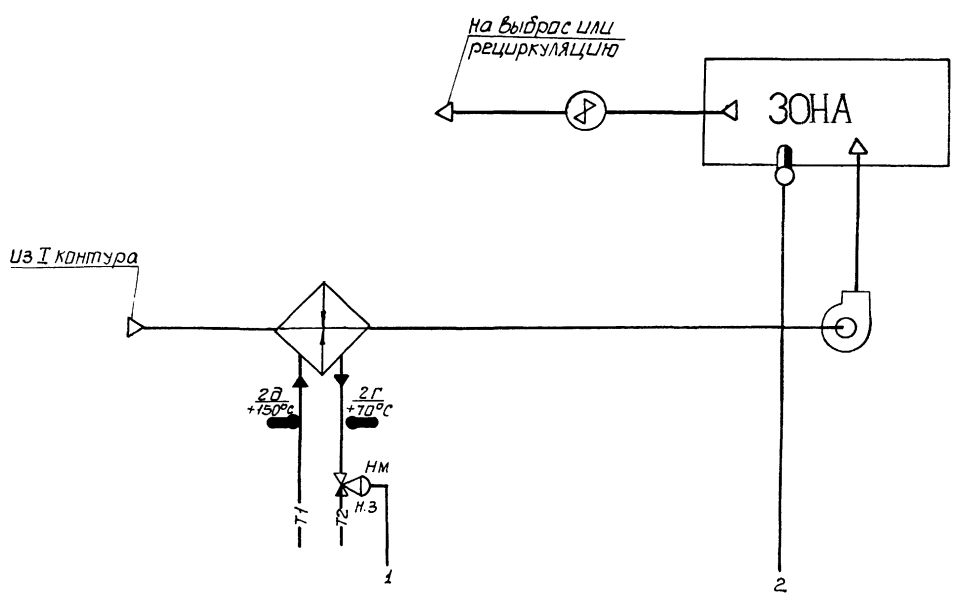 на выброс или
рециркуляцию
ЗОНА
из I контура
2д
+150°С
2г
+70°С
НМ
Н.З
Т1
Т2
1
2